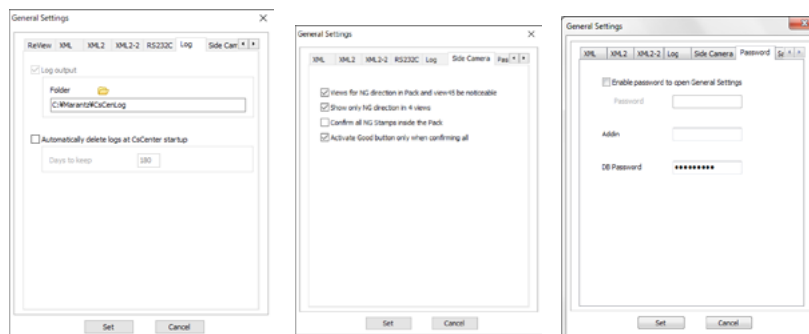 General Settings
ReView XML XML2 XML2-2 RS232C Log Side Cam
Log output
Folder
C:¥Marantz¥CsCenLog
Automatically delete logs at CsCenter startup
Days to keep 180
Set Cancel
General Settings
XML XML2 XML2-2 RS232C Log Side Camera Pas
Views for NG direction in Pack and view45 be noticeable
Show only NG direction in 4 views
Confirm all NG Stamps inside the Pack
Activate Good button only when confirming all
Set Cancel
General Settings
XML XML2 XML2-2 Log Side Camera Password
Enable password to open General Settings
Password
Addin
DB Password •••••••••
Set Cancel